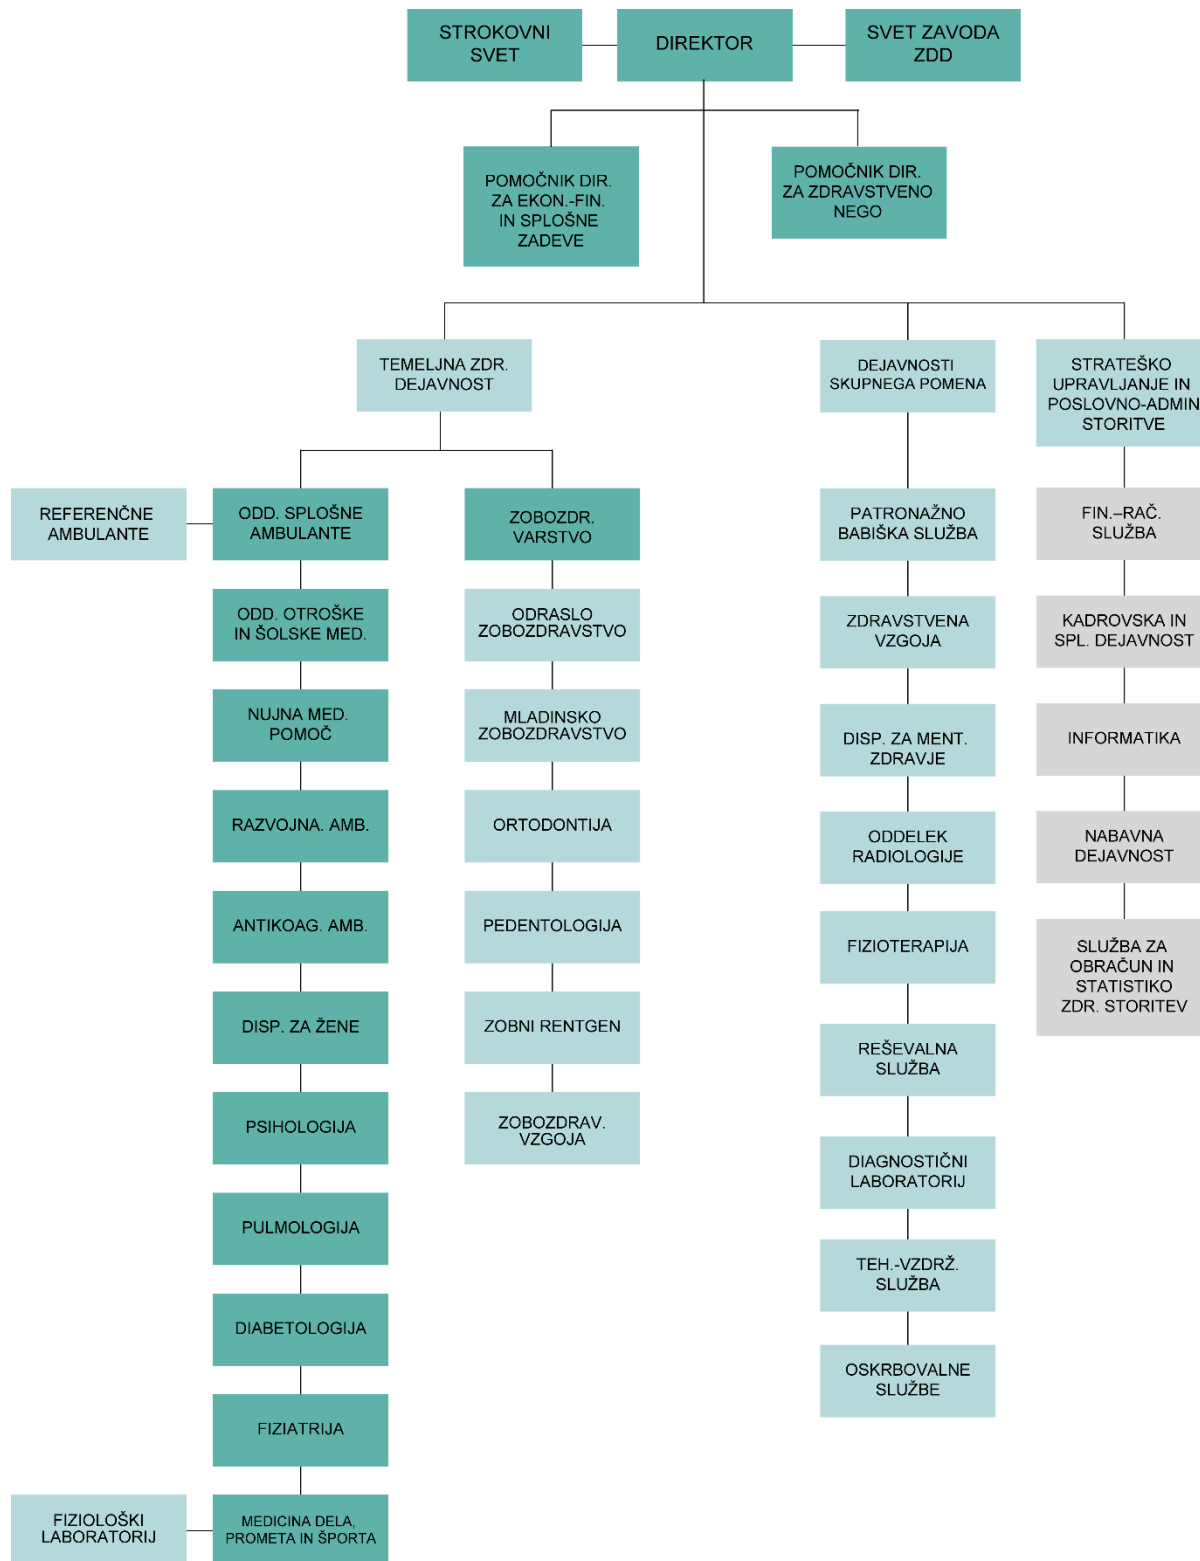 STROKOVNI
SVET
DIREKTOR
SVET ZAVODA
ZDD
POMOČNIK DIR.
ZA EKON.-FIN.
IN SPLOŠNE
ZADEVE
POMOČNIK DIR.
ZA ZDRAVSTVENO
NEGO
TEMELJNA ZDR.
DEJAVNOST
DEJAVNOSTI
SKUPNEGA POMENA
STRATEŠKO
UPRAVLJANJE IN
POSLOVNO-ADMIN
STORITVE
REFERENČNE
AMBULANTE
ODD. SPLOŠNE
AMBULANTE
ODD. OTROŠKE
IN ŠOLSKE MED.
NUJNA MED.
POMOČ
RAZVOJNA. AMB.
ANTIKOAG. AMB.
DISP. ZA ŽENE
PSIHOLOGIJA
PULMOLOGIJA
DIABETOLOGIJA
FIZIATRIJA
FIZIOLOŠKI
LABORATORIJ
MEDICINA DELA,
PROMETA IN ŠPORTA
ZOBOZDR.
VARSTVO
ODRASLO
ZOBOZDRAVSTVO
MLADINSKO
ZOBOZDRAVSTVO
ORTODONTIJA
PEDENTOLOGIJA
ZOBNI RENTGEN
ZOBOZDRAV.
VZGOJA
PATRONAŽNO
BABIŠKA SLUŽBA
ZDRAVSTVENA
VZGOJA
DISP. ZA MENT.
ZDRAVJE
ODDELEK
RADIOLOGIJE
FIZIOTERAPIJA
REŠEVALNA
SLUŽBA
DIAGNOSTIČNI
LABORATORIJ
TEH.-VZDRŽ.
SLUŽBA
OSKRBOVALNE
SLUŽBE
FIN.–RAČ.
SLUŽBA
KADROVSKA IN
SPL. DEJAVNOST
INFORMATIKA
NABAVNA
DEJAVNOST
SLUŽBA ZA
OBRAČUN IN
STATISTIKO
ZDR. STORITEV